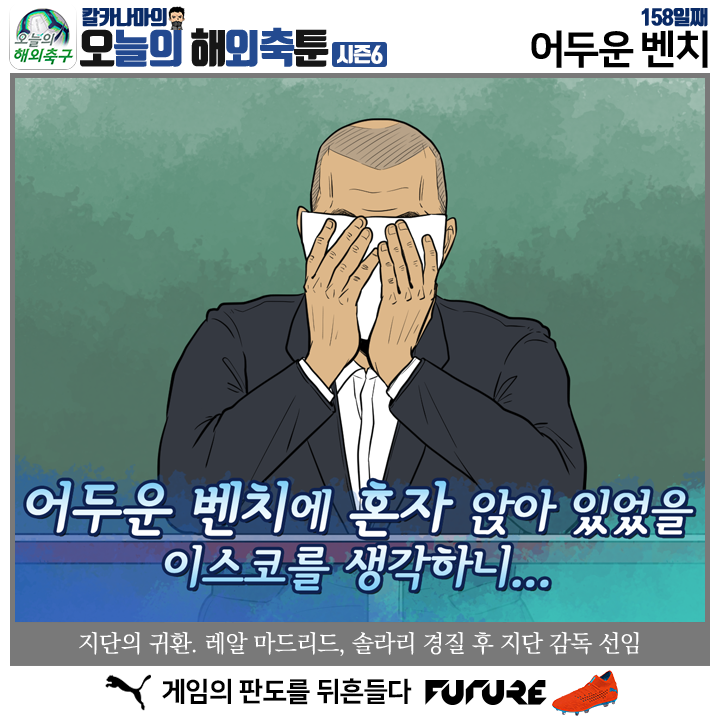 오늘의
해외축구
칼카나마의
오늘의 해외축툰
시즌6
158일째
어두운 벤치
어두운 벤치에 혼자 앉아 있었을
이스코를 생각하니...
지단의 귀환. 레알 마드리드, 솔라리 경질 후 지단 감독 선임
게임의 판도를 뒤흔들다 FUTURE